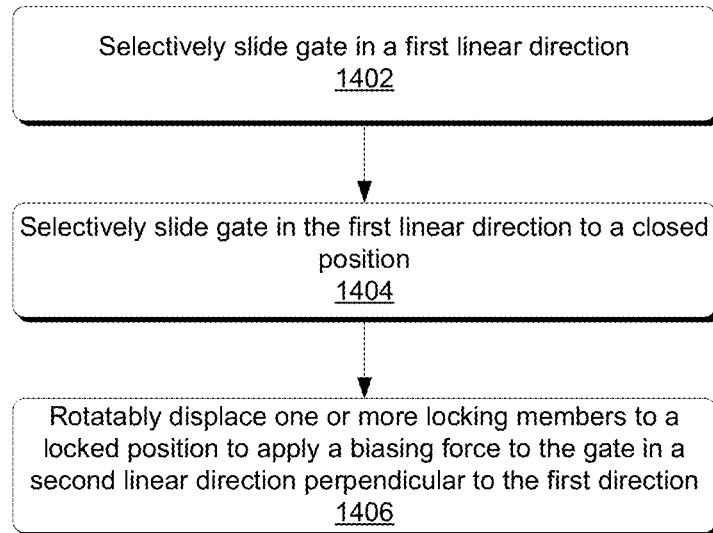 Selectively slide gate in a first linear direction
1402
Selectively slide gate in the first linear direction to a closed
position
1404
Rotatably displace one or more locking members to a
locked position to apply a biasing force to the gate in a
second linear direction perpendicular to the first direction
1406